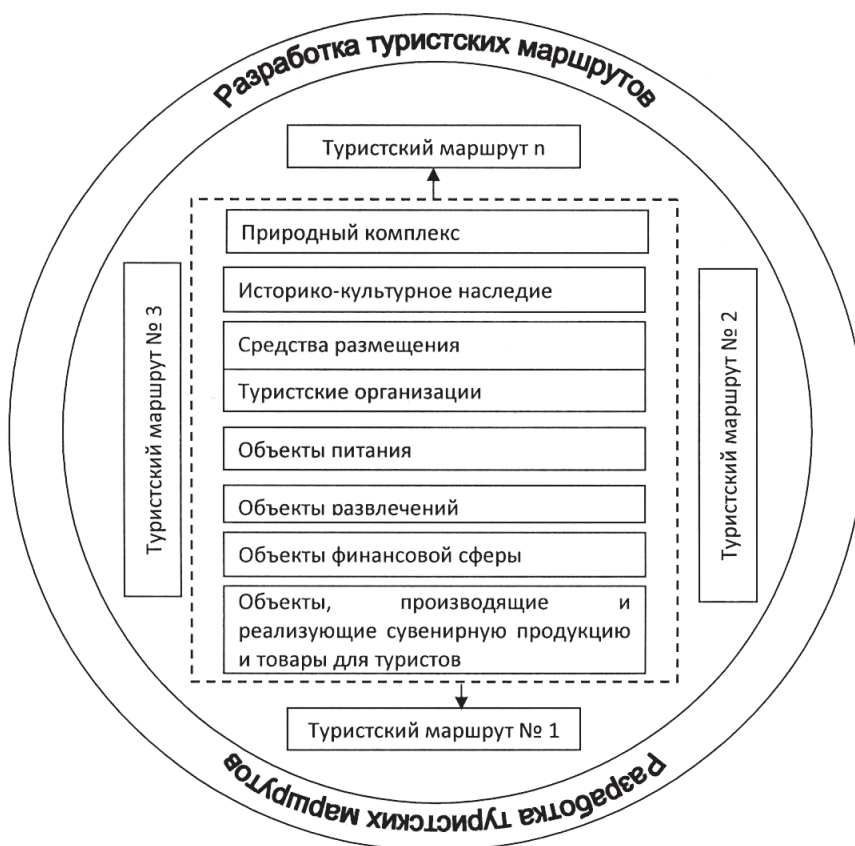 Разработка туристских маршрутов
Туристский маршрут n
Природный комплекс
Историко-культурное наследие
Средства размещения
Туристские организации
Объекты питания
Объекты развлечений
Объекты финансовой сферы
Объекты, производящие и
реализующие сувенирную продукцию
и товары для туристов
Туристский маршрут № 3
Туристский маршрут № 2
Туристский маршрут № 1
Разработка туристских маршрутов